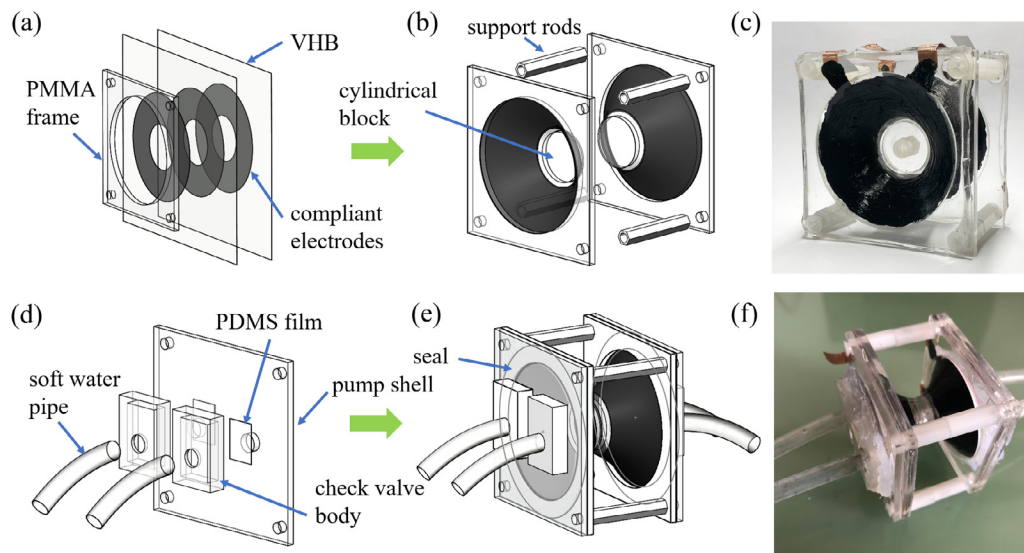 (a)
VHB
PMMA
frame
compliant
electrodes
(b)
support rods
cylindrical
block
(c)
(d)
PDMS film
soft water
pipe
pump shell
check valve
body
(e)
seal
(f)